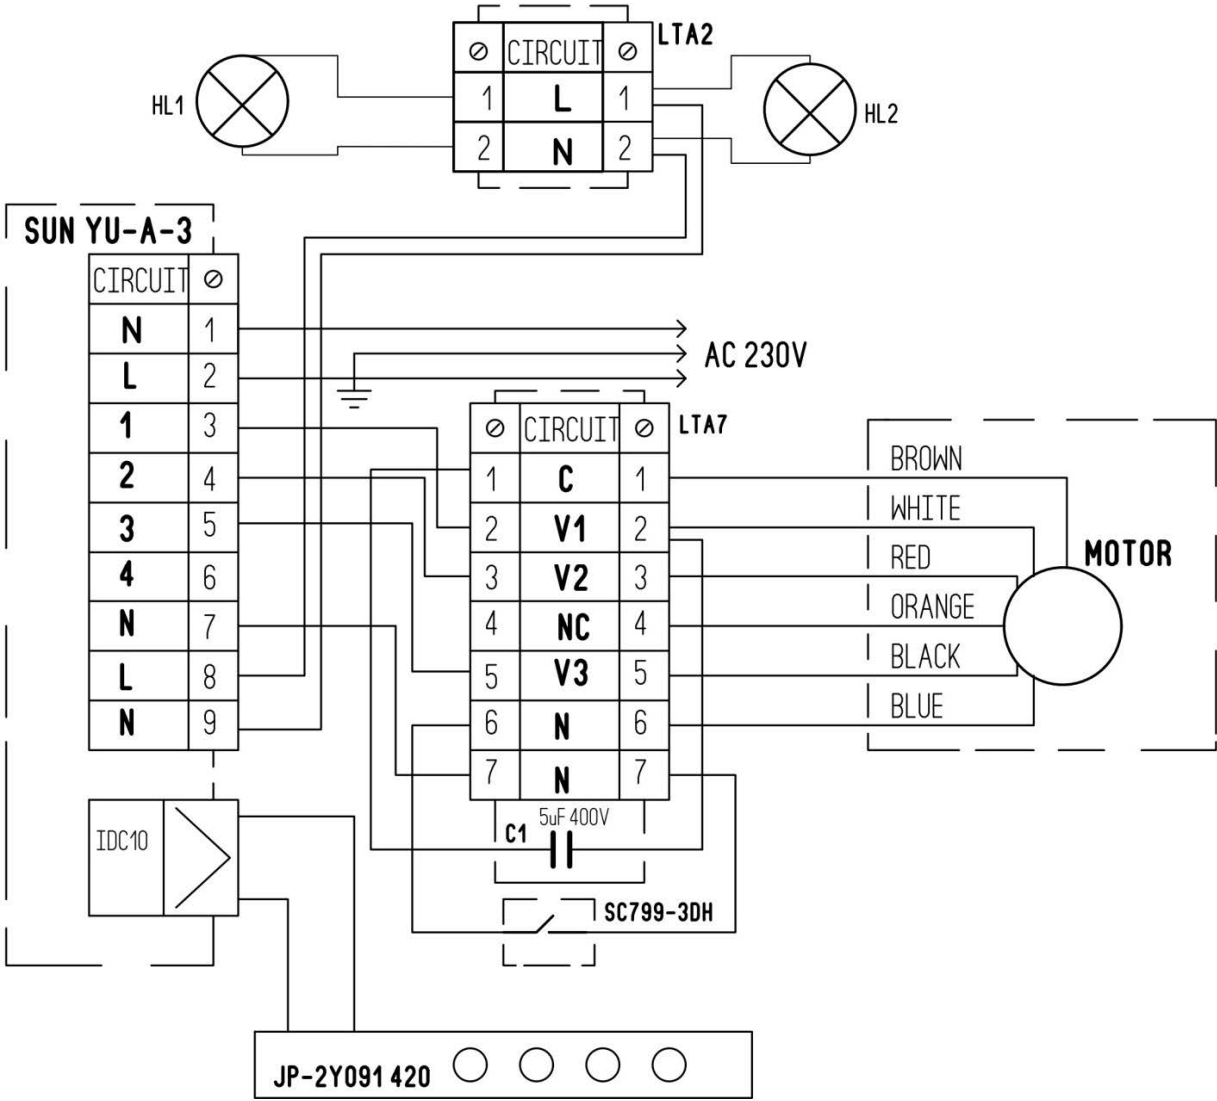 LTA2
CIRCUIT
1 L 1
2 N 2
HL1
HL2
SUN YU-A-3
CIRCUIT
N 1
L 2
1 3
2 4
3 5
4 6
N 7
L 8
N 9
AC 230V
LTA7
CIRCUIT
1 C 1
2 V1 2
3 V2 3
4 NC 4
5 V3 5
6 N 6
7 N 7
5uF 400V
C1
BROWN
WHITE
RED
ORANGE
BLACK
BLUE
MOTOR
IDC10
SC799-3DH
JP-2Y091 420